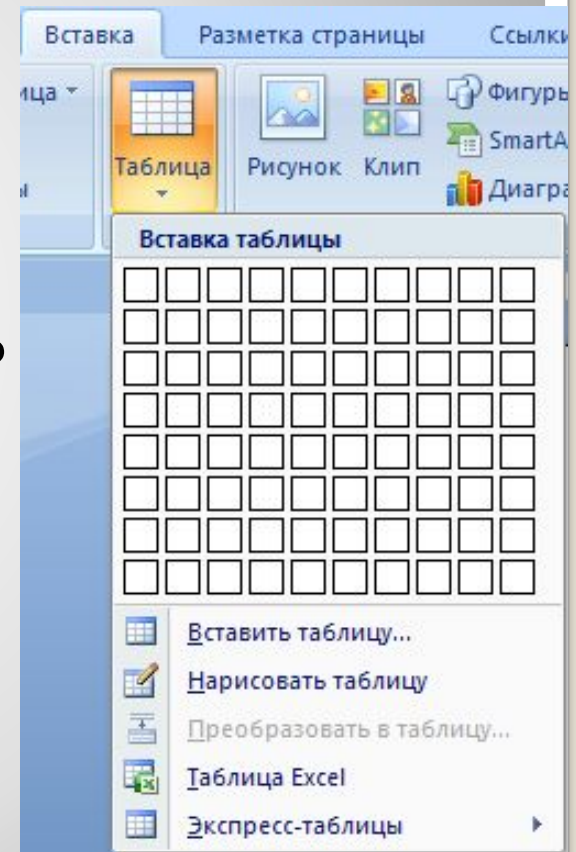 Вставка Разметка страницы Ссылки
ица Фигуры
SmartA
Таблица Рисунок Клип
ы Диагра
Вставка таблицы
Вставить таблицу...
Нарисовать таблицу
Преобразовать в таблицу...
Таблица Excel
Экспресс-таблицы